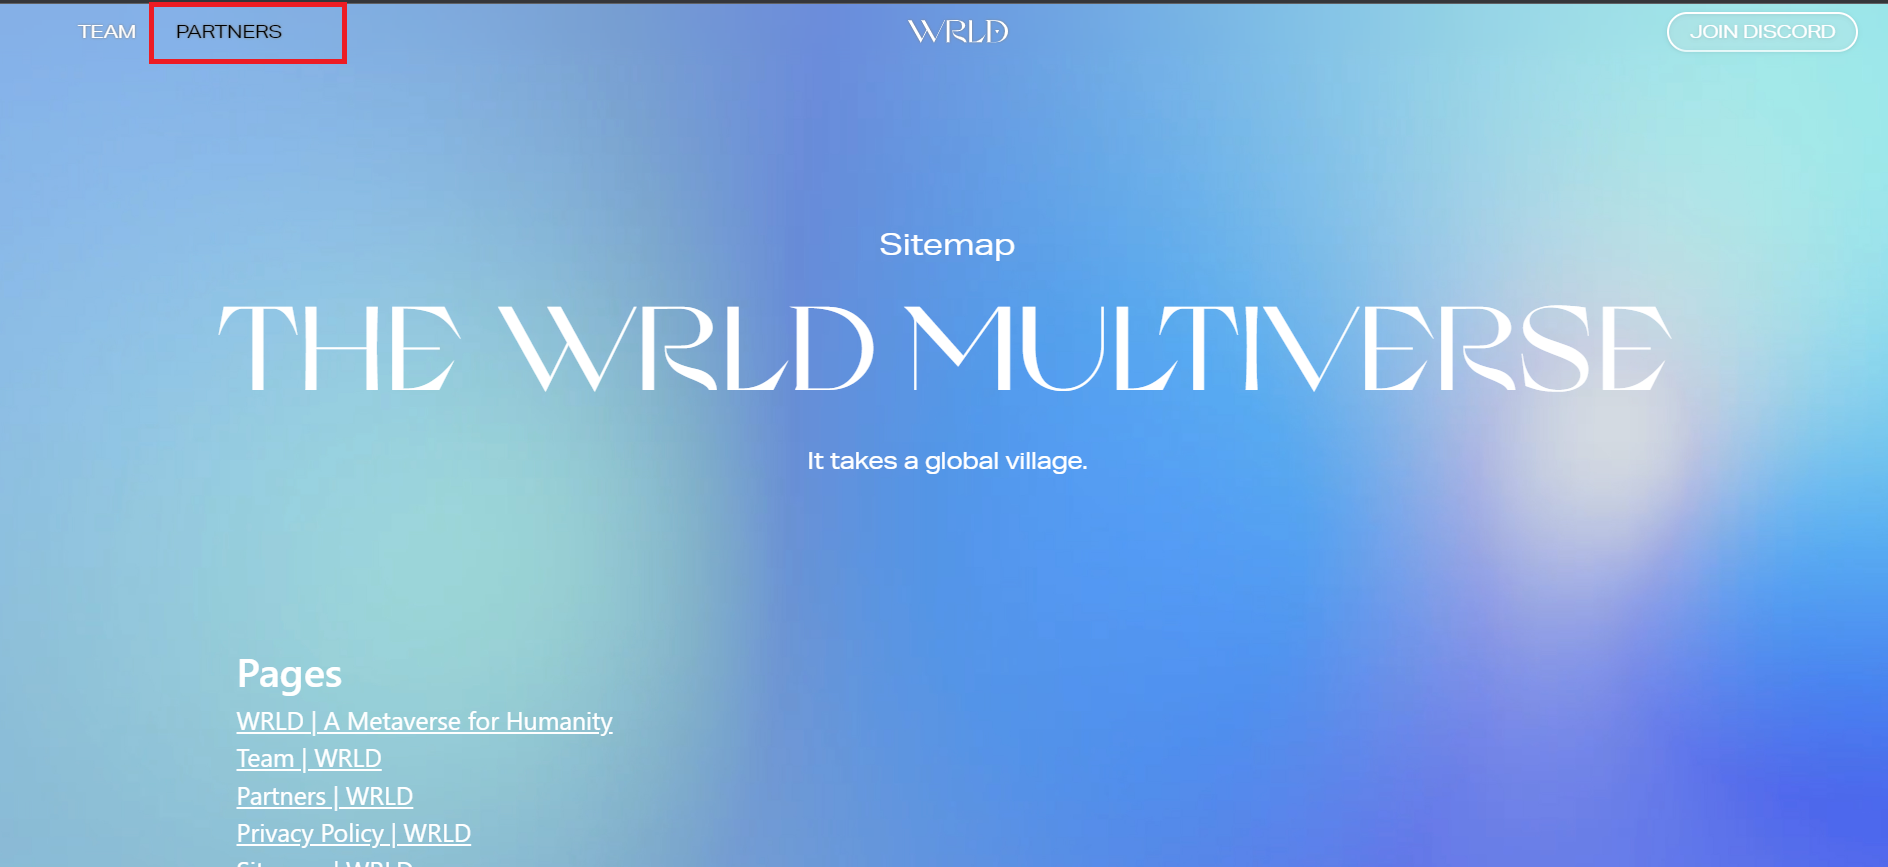 TEAM PARTNERS WRLD JOIN DISCORD
Sitemap
THE WRLD MULTIVERSE
It takes a global village.
Pages
WRLD | A Metaverse for Humanity
Team | WRLD
Partners | WRLD
Privacy Policy | WRLD